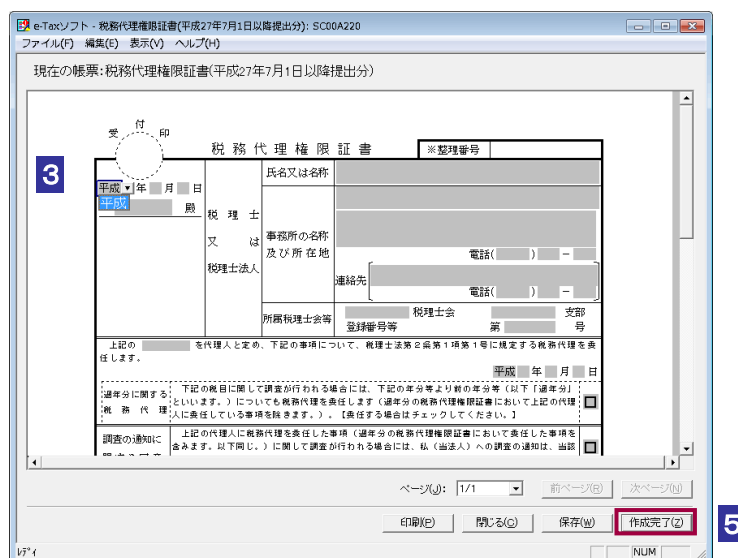 e-Taxソフト - 税務代理権限証書(平成27年7月1日以降提出分): SC00A220
ファイル(F) 編集(E) 表示(V) ヘルプ(H)
現在の帳票:税務代理権限証書(平成27年7月1日以降提出分)
受 付 印
税 務 代 理 権 限 証 書
※整理番号
3
平成 年 月 日
平成
殿
税 理 士
又 は
税理士法人
氏名又は名称
事務所の名称
及び所在地
電話( ) －
連絡先
電話( ) －
所属税理士会等
税理士会 支部
登録番号等 第 号
上記の を代理人と定め、下記の事項について、税理士法第2条第1項第1号に規定する税務代理を委
任します。
平成 年 月 日
過年分に関する
税 務 代 理
下記の税目に関して調査が行われる場合には、下記の年分等より前の年分等（以下「過年分」
といいます。）についても税務代理を委任します（過年分の税務代理権限証書において上記の代理
人に委任している事項を除きます。）。【委任する場合はチェックしてください。】
調査の通知に
上記の代理人に税務代理を委任した事項（過年分の税務代理権限証書において委任した事項を
含みます。以下同じ。）に関して調査が行われる場合には、私（当法人）への調査の通知は、当該
ページ(J): 1/1 前ページ(R) 次ページ(N)
印刷(P) 閉じる(C) 保存(W) 作成完了(Z)
5
ﾚﾃﾞｨ NUM